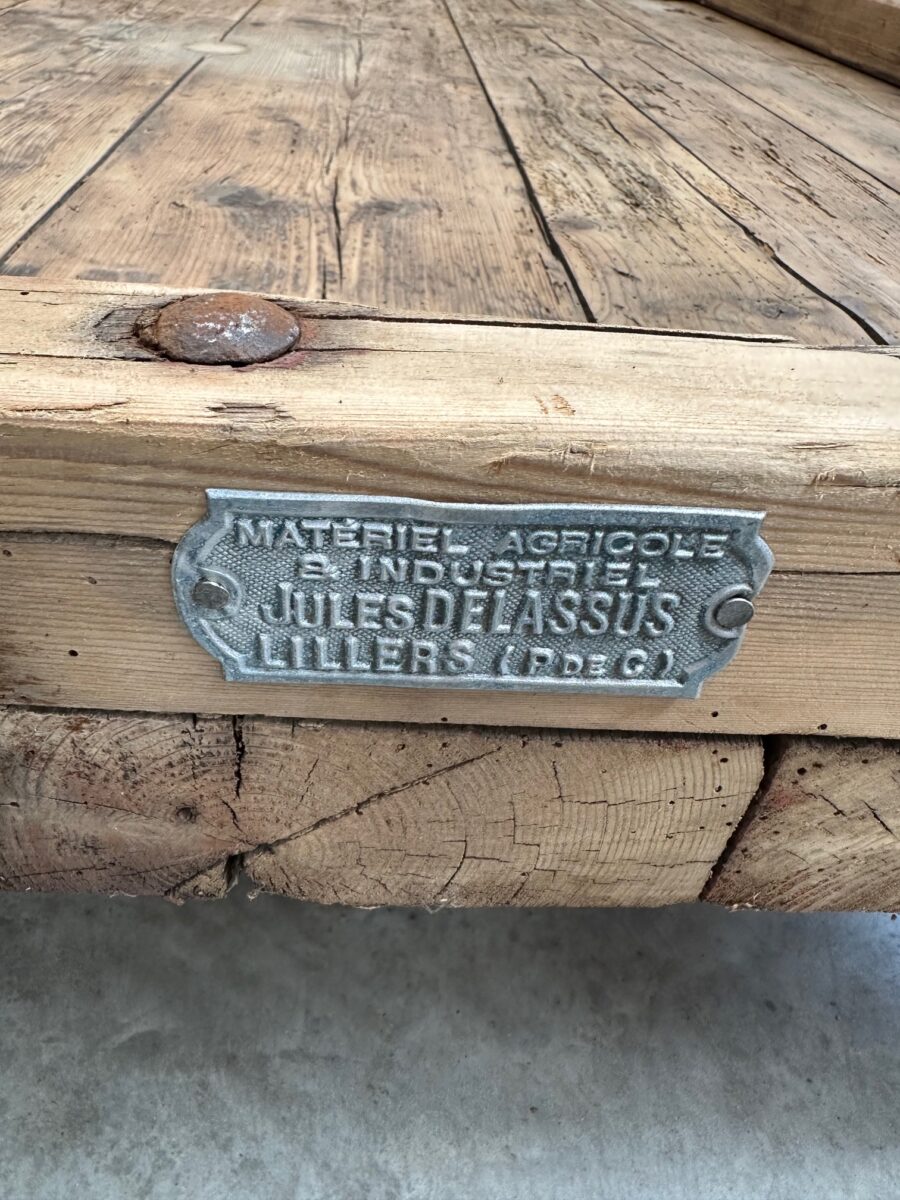 MATÉRIEL AGRICOLE
& INDUSTRIEL
JULES DELASSUS
LILLERS (P. DE C.)